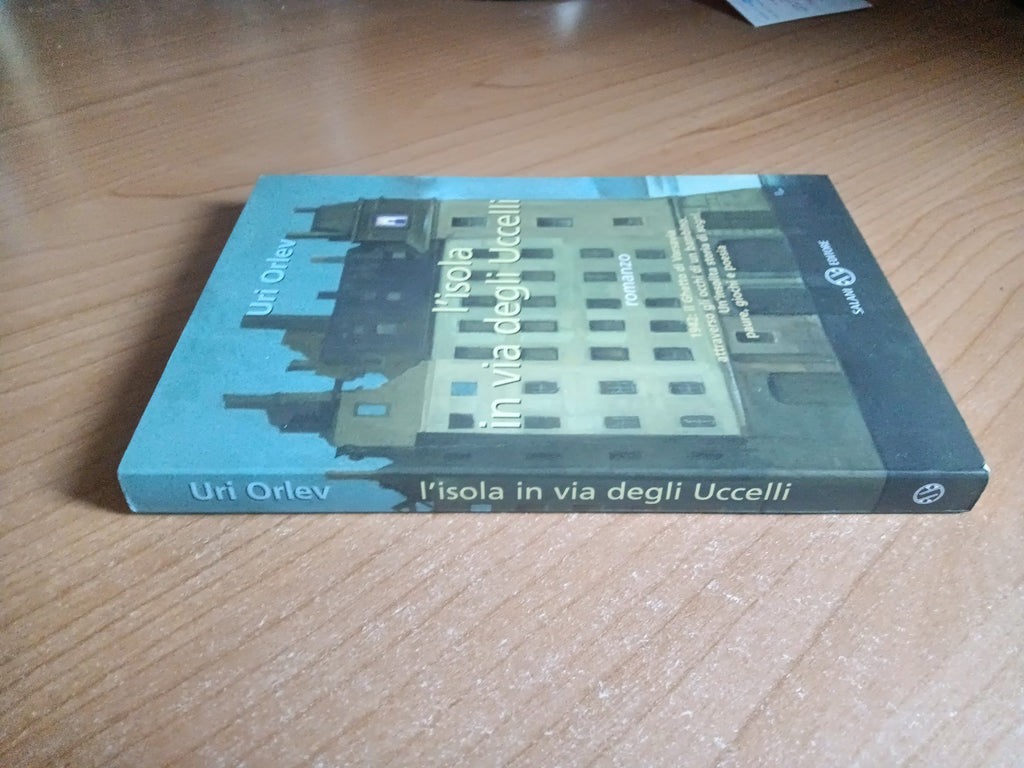 Uri Orlev
l'isola
in via degli Uccelli
romanzo
1942: il Ghetto di Varsavia
attraverso gli occhi di un bambino.
Un'insolita storia di sogni,
paure, giochi e poesia
SALANI EDITORE
Uri Orlev l'isola in via degli Uccelli